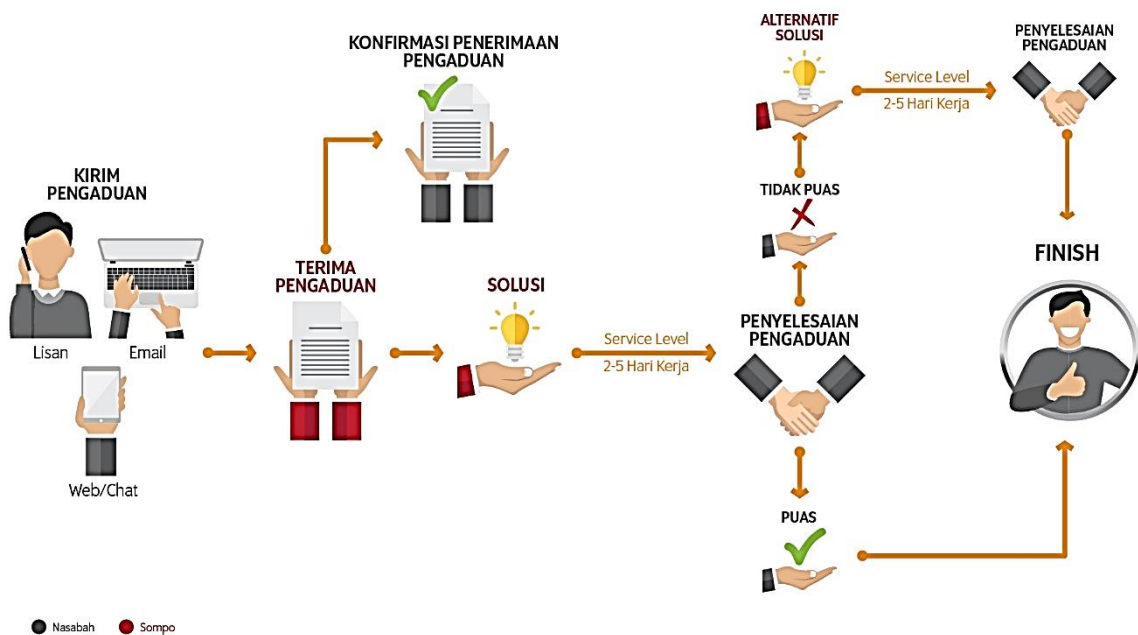 KIRIM
PENGADUAN
Lisan
Email
Web/Chat
TERIMA
PENGADUAN
KONFIRMASI PENERIMAAN
PENGADUAN
SOLUSI
Service Level
2-5 Hari Kerja
PENYELESAIAN
PENGADUAN
TIDAK PUAS
ALTERNATIF
SOLUSI
Service Level
2-5 Hari Kerja
PENYELESAIAN
PENGADUAN
PUAS
FINISH
Nasabah
Sompo